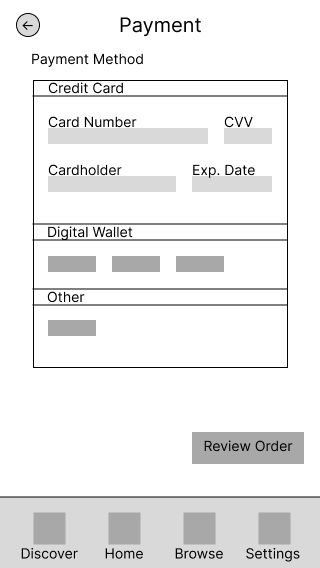 Payment
Payment Method
Credit Card
Card Number CVV
Cardholder Exp. Date
Digital Wallet
Other
Review Order
Discover Home Browse Settings